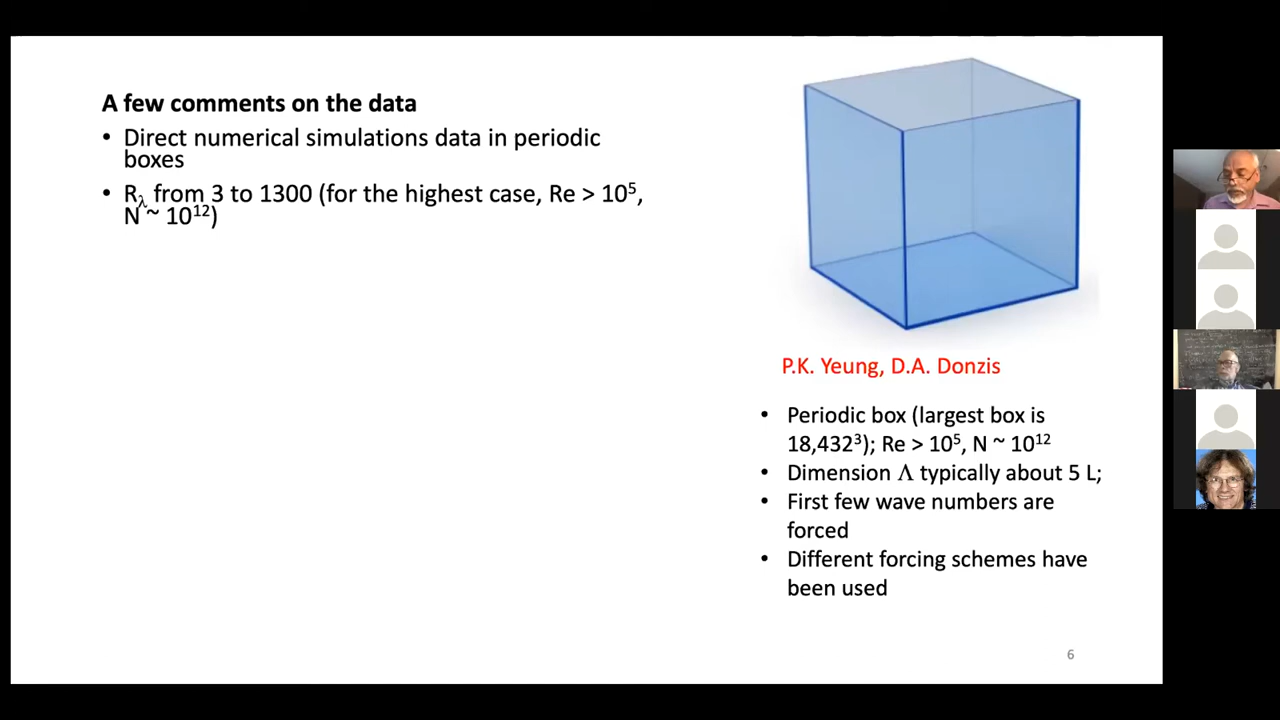 A few comments on the data
• Direct numerical simulations data in periodic
boxes
• Rλ from 3 to 1300 (for the highest case, Re > 10⁵,
N ~ 10¹²)
P.K. Yeung, D.A. Donzis
• Periodic box (largest box is
18,432³); Re > 10⁵, N ~ 10¹²
• Dimension Λ typically about 5 L;
• First few wave numbers are
forced
• Different forcing schemes have
been used
6